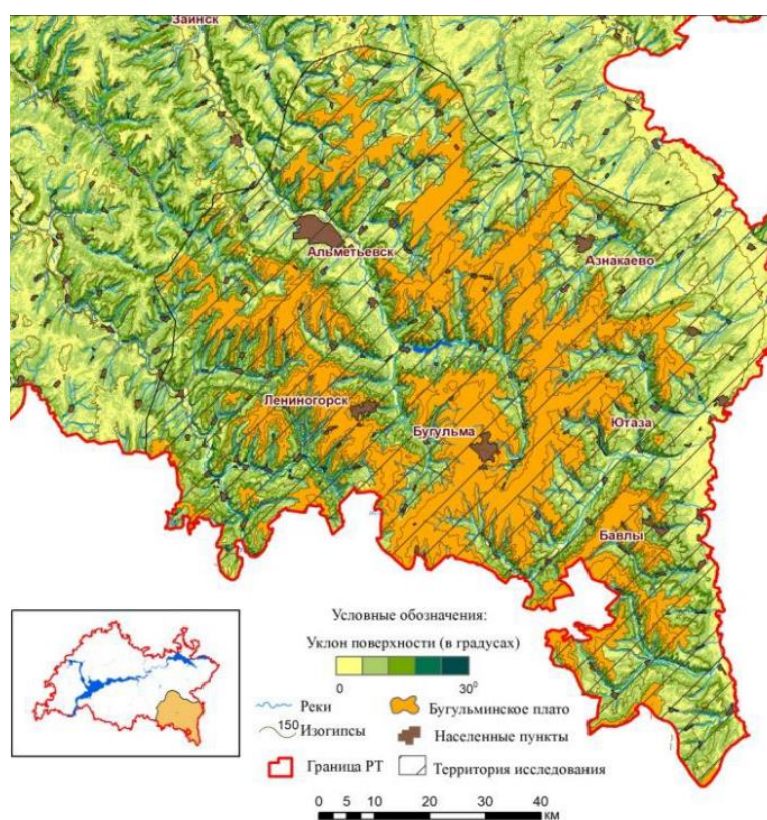 Заинск
Альметьевск
Азнакаево
Лениногорск
Бугульма
Ютаза
Бавлы
Условные обозначения:
Уклон поверхности (в градусах)
0 30⁰
Реки
Бугульминское плато
150 Изогипсы
Населенные пункты
Граница РТ
Территория исследования
0 5 10 20 30 40
км